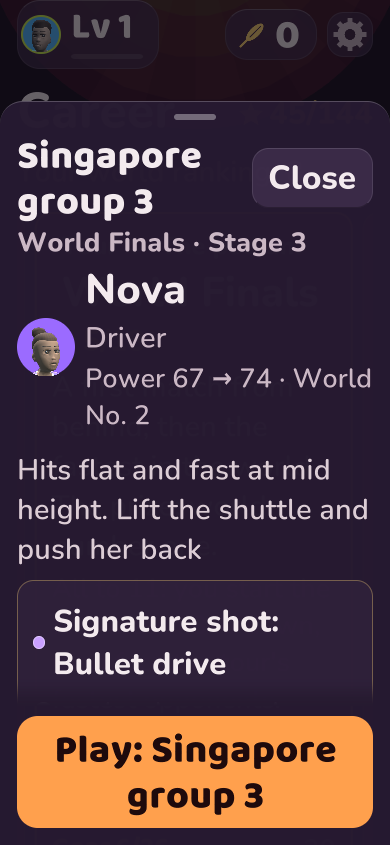 Lv 1
0
Career
Singapore
group 3
Close
World Finals · Stage 3
Nova
Finals
Driver
Power 67 → 74 · World
No. 2
Hits flat and fast at mid
height. Lift the shuttle and
push her back
Signature shot:
Bullet drive
Play: Singapore
group 3